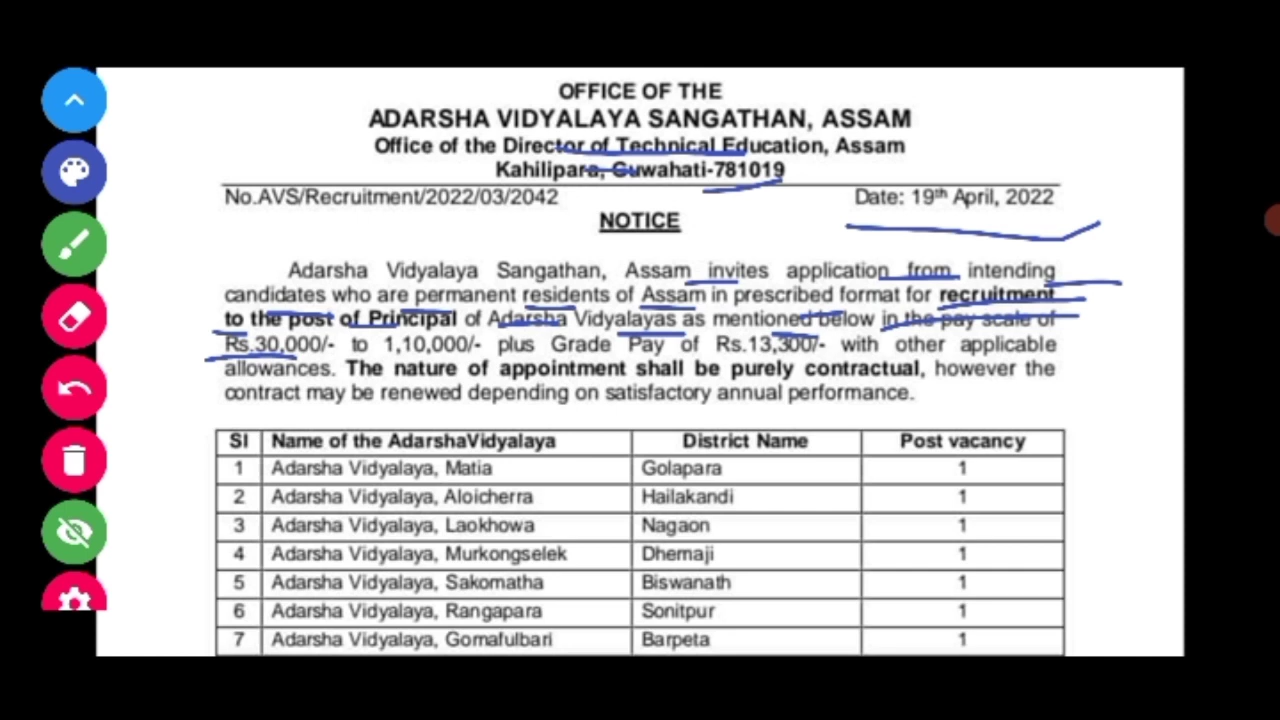 OFFICE OF THE
ADARSHA VIDYALAYA SANGATHAN, ASSAM
Office of the Director of Technical Education, Assam
Kahilipara, Guwahati-781019
No.AVS/Recruitment/2022/03/2042 Date: 19th April, 2022
NOTICE
Adarsha Vidyalaya Sangathan, Assam invites application from intending
candidates who are permanent residents of Assam in prescribed format for recruitment
to the post of Principal of Adarsha Vidyalayas as mentioned below in the pay scale of
Rs.30,000/- to 1,10,000/- plus Grade Pay of Rs.13,300/- with other applicable
allowances. The nature of appointment shall be purely contractual, however the
contract may be renewed depending on satisfactory annual performance.
Sl Name of the AdarshaVidyalaya District Name Post vacancy
1 Adarsha Vidyalaya, Matia Golapara 1
2 Adarsha Vidyalaya, Aloicherra Hailakandi 1
3 Adarsha Vidyalaya, Laokhowa Nagaon 1
4 Adarsha Vidyalaya, Murkongselek Dhemaji 1
5 Adarsha Vidyalaya, Sakomatha Biswanath 1
6 Adarsha Vidyalaya, Rangapara Sonitpur 1
7 Adarsha Vidyalaya, Gomafulbari Barpeta 1